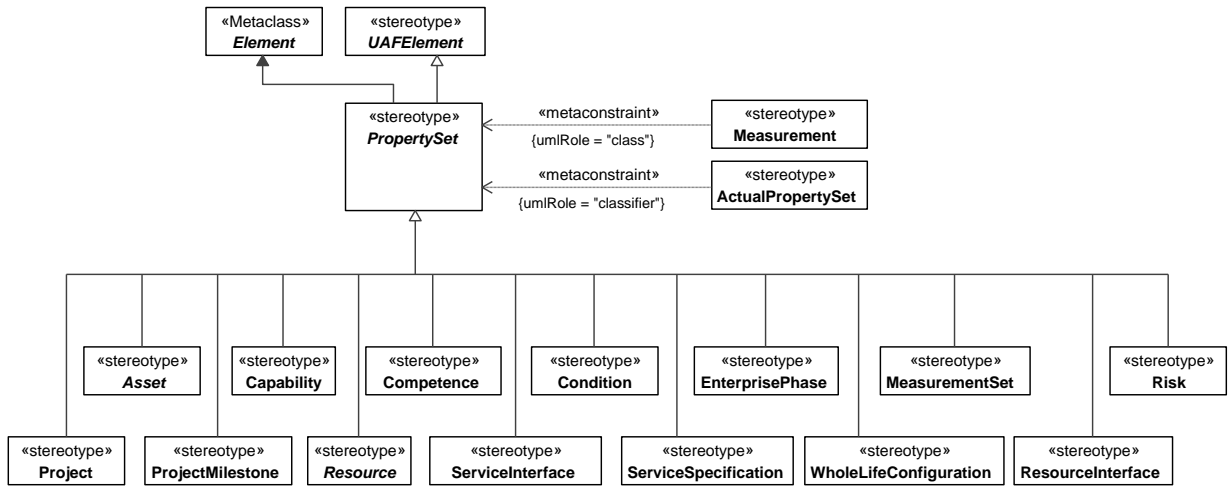 «Metaclass»
Element
«stereotype»
UAFElement
«stereotype»
PropertySet
«metaconstraint»
{umlRole = "class"}
«stereotype»
Measurement
«metaconstraint»
{umlRole = "classifier"}
«stereotype»
ActualPropertySet
«stereotype»
Asset
«stereotype»
Capability
«stereotype»
Competence
«stereotype»
Condition
«stereotype»
EnterprisePhase
«stereotype»
MeasurementSet
«stereotype»
Risk
«stereotype»
Project
«stereotype»
ProjectMilestone
«stereotype»
Resource
«stereotype»
ServiceInterface
«stereotype»
ServiceSpecification
«stereotype»
WholeLifeConfiguration
«stereotype»
ResourceInterface